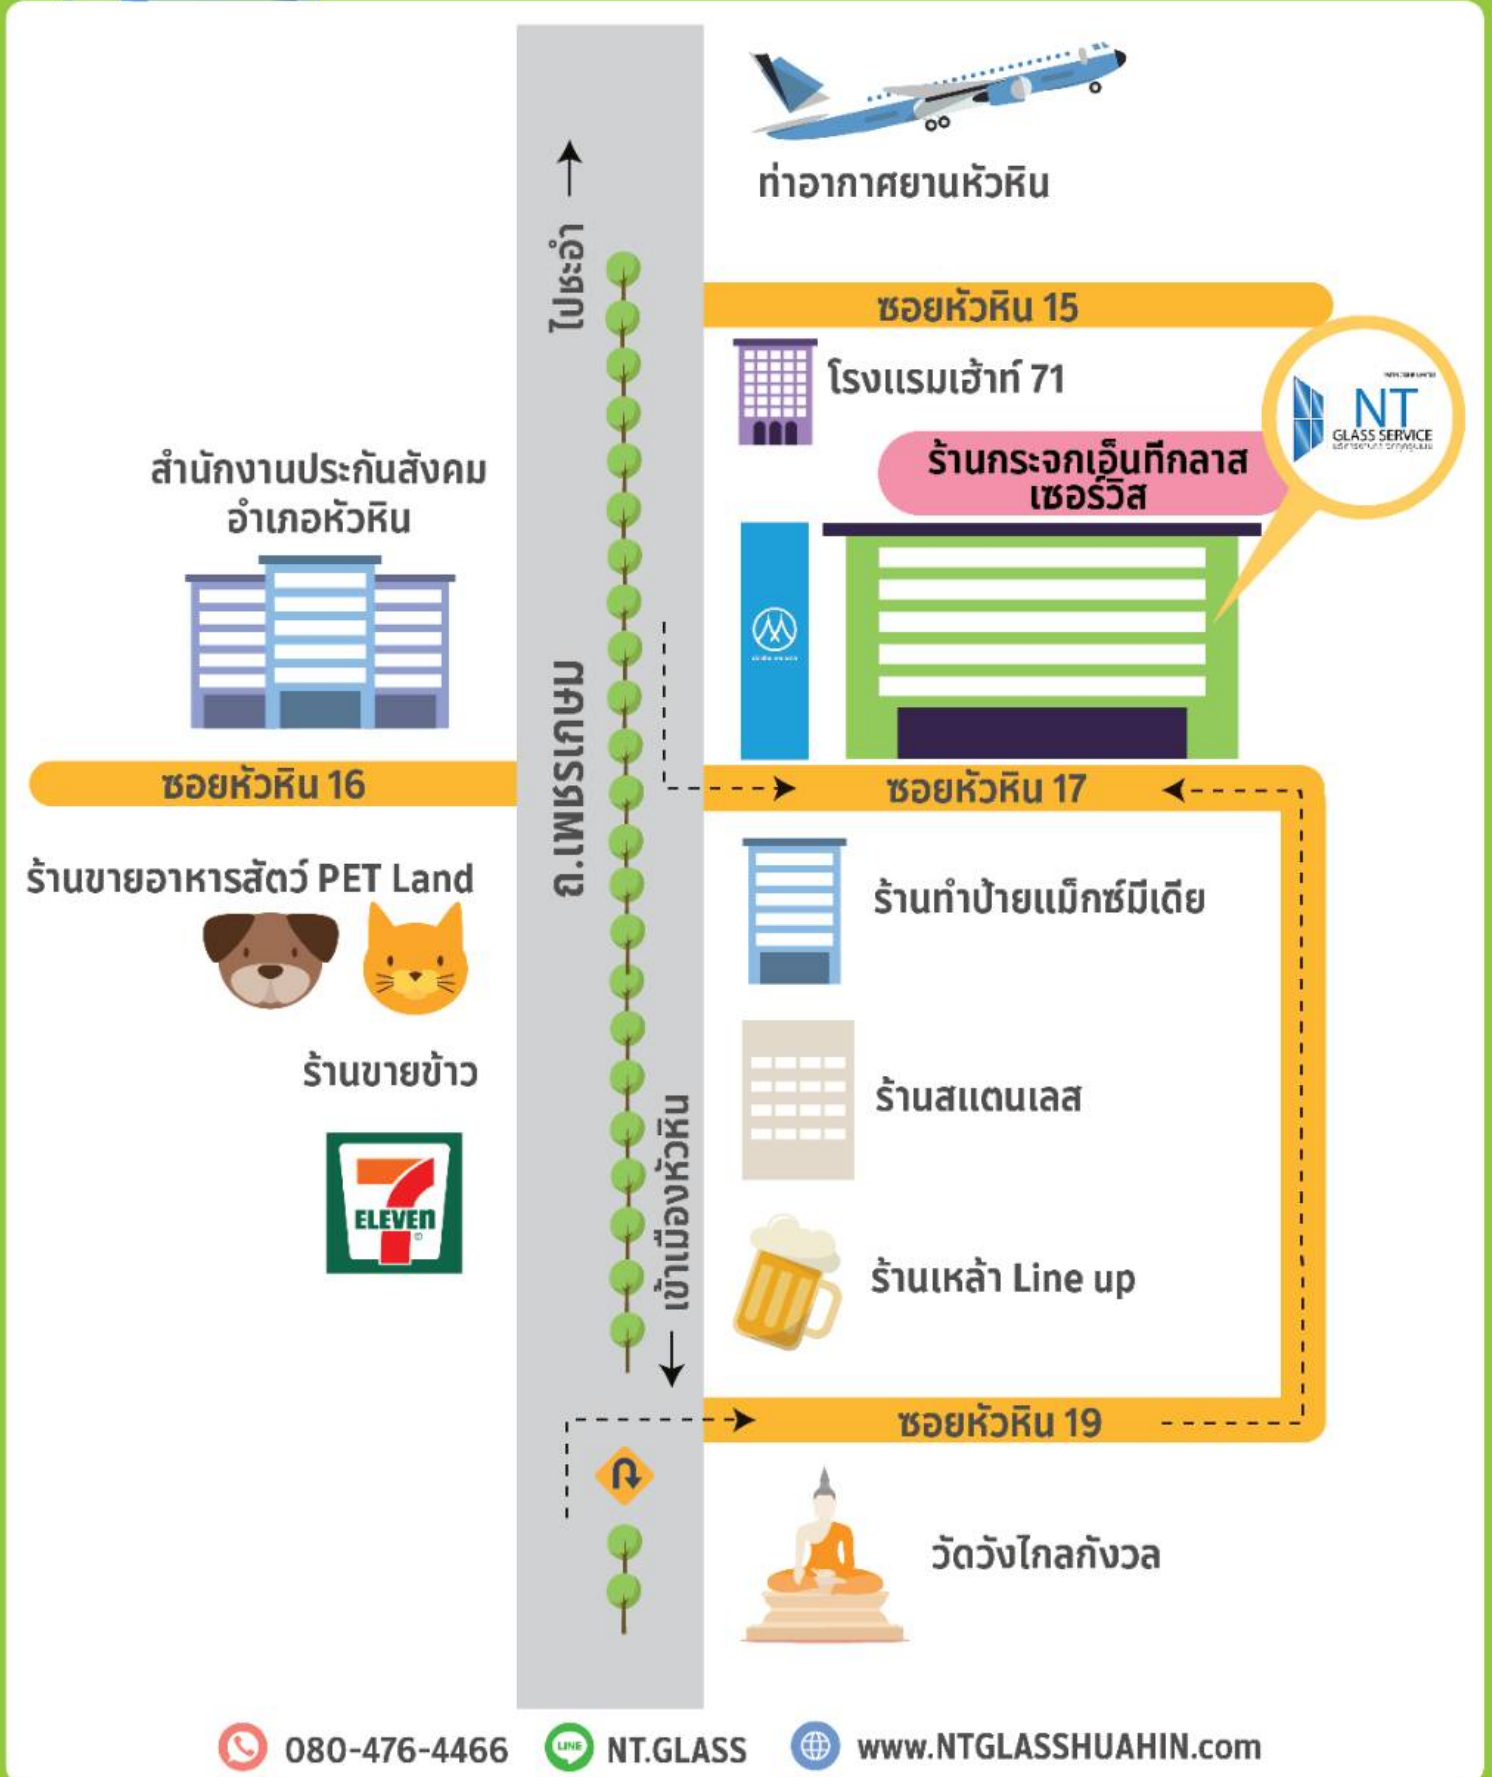 ท่าอากาศยานหัวหิน
ไปชะอำ
ซอยหัวหิน 15
โรงแรมเฮ้าท์ 71
NT
GLASS SERVICE
ร้านกระจกเอ็นทีกลาส
เซอร์วิส
สำนักงานประกันสังคม
อำเภอหัวหิน
ถ.เพชรเกษม
ซอยหัวหิน 16
ซอยหัวหิน 17
ร้านขายอาหารสัตว์ PET Land
ร้านทำป้ายแม็กซ์มีเดีย
ร้านขายข้าว
ร้านสแตนเลส
เข้าเมืองหัวหิน
7
ELEVEn
ร้านเหล้า Line up
ซอยหัวหิน 19
วัดวังไกลกังวล
080-476-4466
LINE
NT.GLASS
www.NTGLASSHUAHIN.com